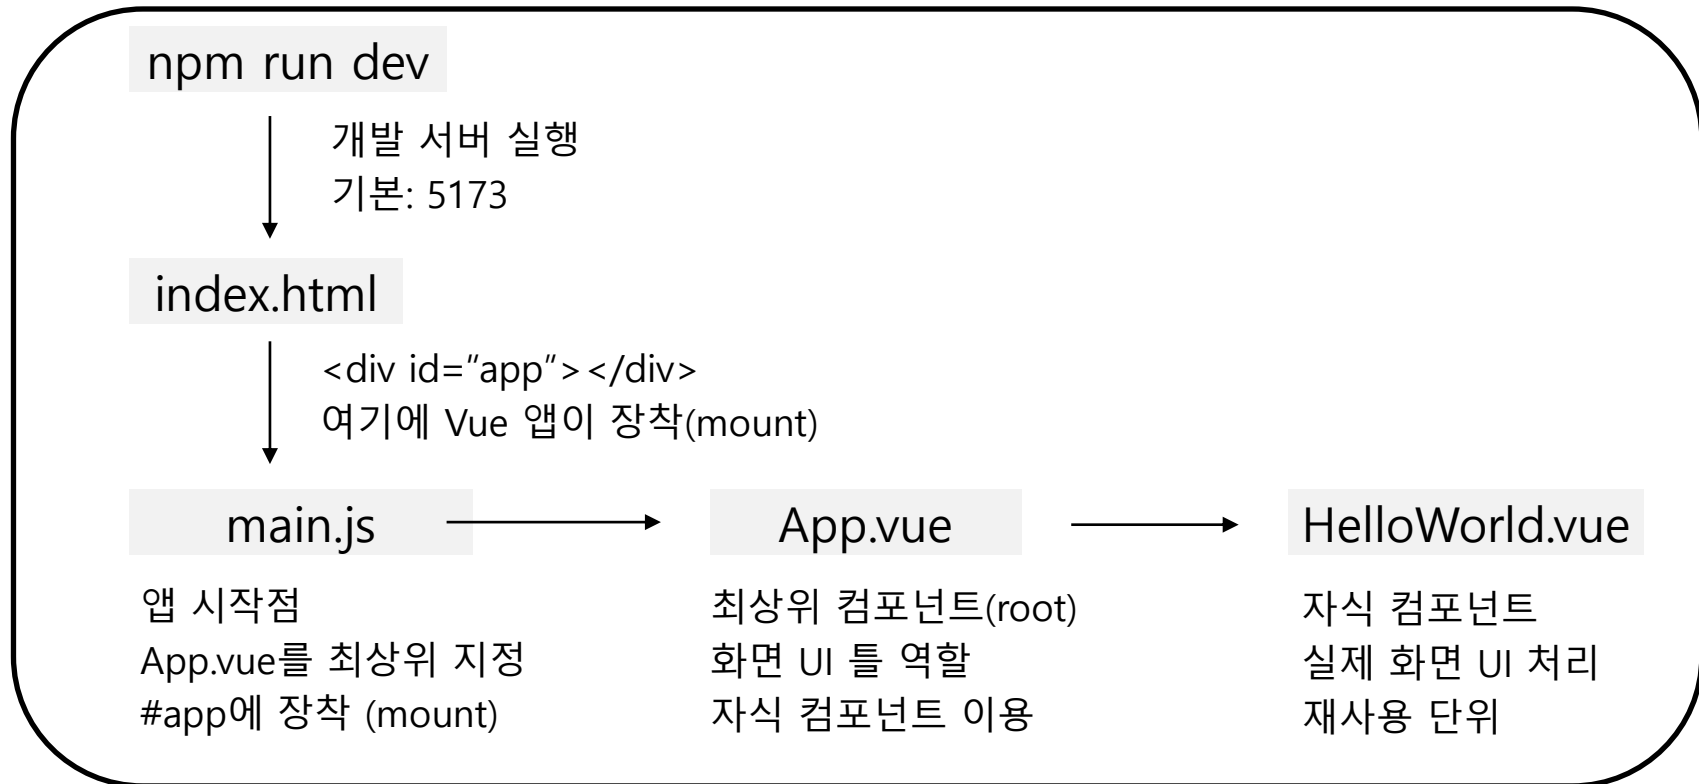 npm run dev
개발 서버 실행
기본: 5173
index.html
<div id="app"></div>
여기에 Vue 앱이 장착(mount)
main.js
App.vue
HelloWorld.vue
앱 시작점
App.vue를 최상위 지정
#app에 장착 (mount)
최상위 컴포넌트(root)
화면 UI 틀 역할
자식 컴포넌트 이용
자식 컴포넌트
실제 화면 UI 처리
재사용 단위